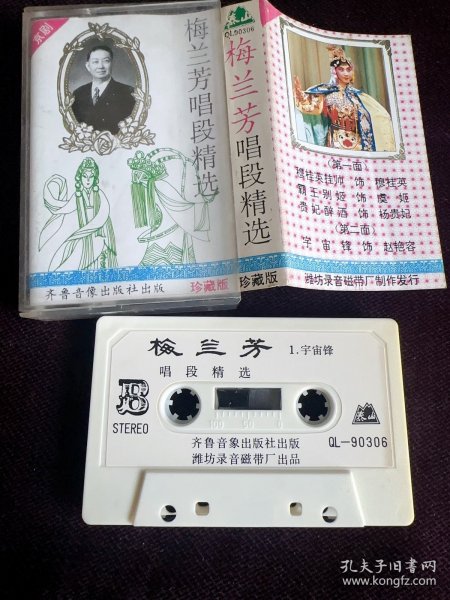 京剧
梅兰芳唱段精选
齐鲁音像出版社出版
珍藏版
QL90306
梅兰芳唱段精选
珍藏版
(第一面)
穆桂英挂帅 饰 穆桂英
霸王别姬 饰 虞姬
贵妃醉酒 饰 杨贵妃
(第二面)
宇宙锋 饰 赵艳容
潍坊录音磁带厂制作发行
梅兰芳
1.宇宙锋
唱段精选
B
STEREO
100 50 0
齐鲁音象出版社出版
潍坊录音磁带厂出品
QL-90306
孔夫子旧书网
www.kongfz.com